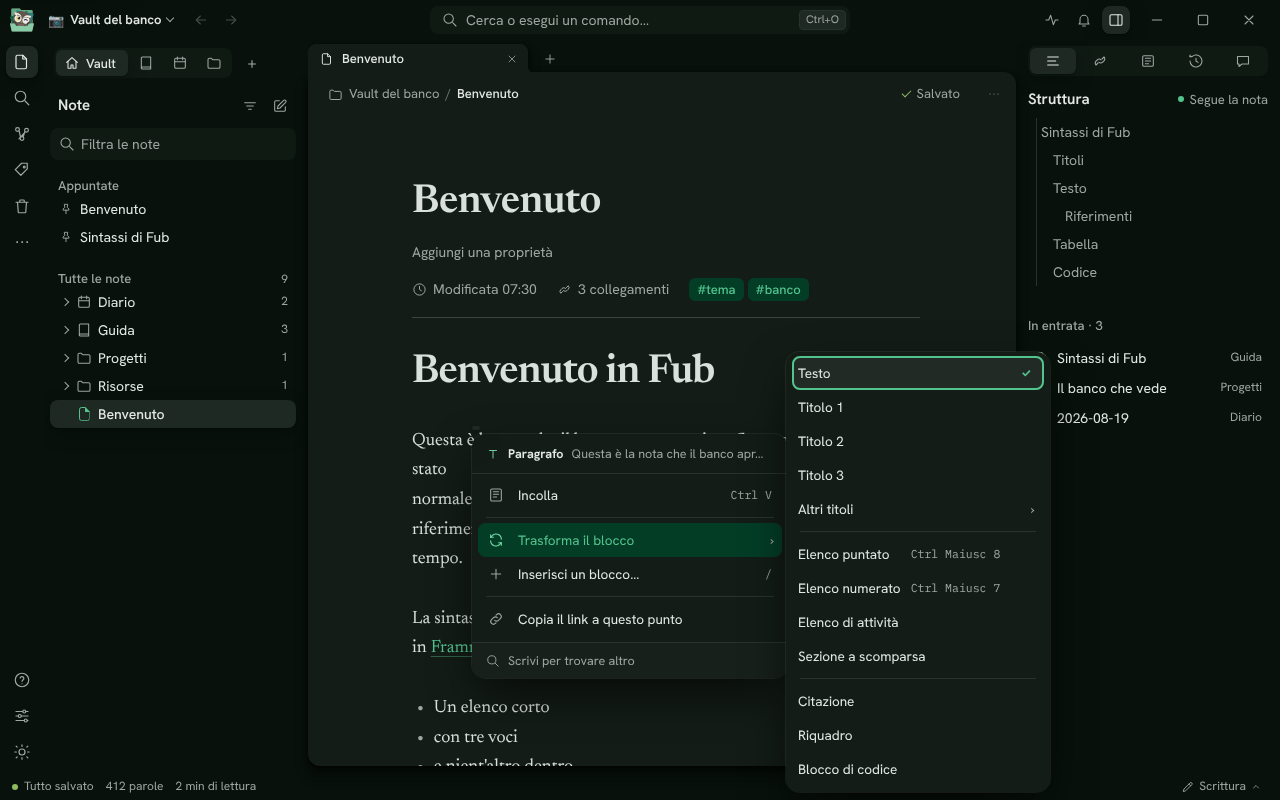 Vault del banco
Cerca o esegui un comando…
Ctrl+O
Vault
Note
Filtra le note
Appuntate
Benvenuto
Sintassi di Fub
Tutte le note 9
Diario 2
Guida 3
Progetti 1
Risorse 1
Benvenuto
Benvenuto
Vault del banco / Benvenuto
Salvato
Benvenuto
Aggiungi una proprietà
Modificata 07:30
3 collegamenti
#tema
#banco
Benvenuto in Fub
Questa è
stato
normale
tempo.
La
in
Un elenco corto
con tre voci
e nient'altro dentro
Paragrafo Questa è la nota che il banco apr…
Incolla Ctrl V
Trasforma il blocco ›
Inserisci un blocco… /
Copia il link a questo punto
Scrivi per trovare altro
Testo
Titolo 1
Titolo 2
Titolo 3
Altri titoli ›
Elenco puntato Ctrl Maiusc 8
Elenco numerato Ctrl Maiusc 7
Elenco di attività
Sezione a scomparsa
Citazione
Riquadro
Blocco di codice
Struttura
Segue la nota
Sintassi di Fub
Titoli
Testo
Riferimenti
Tabella
Codice
In entrata · 3
Sintassi di Fub Guida
Il banco che vede Progetti
2026-08-19 Diario
Tutto salvato
412 parole
2 min di lettura
Scrittura